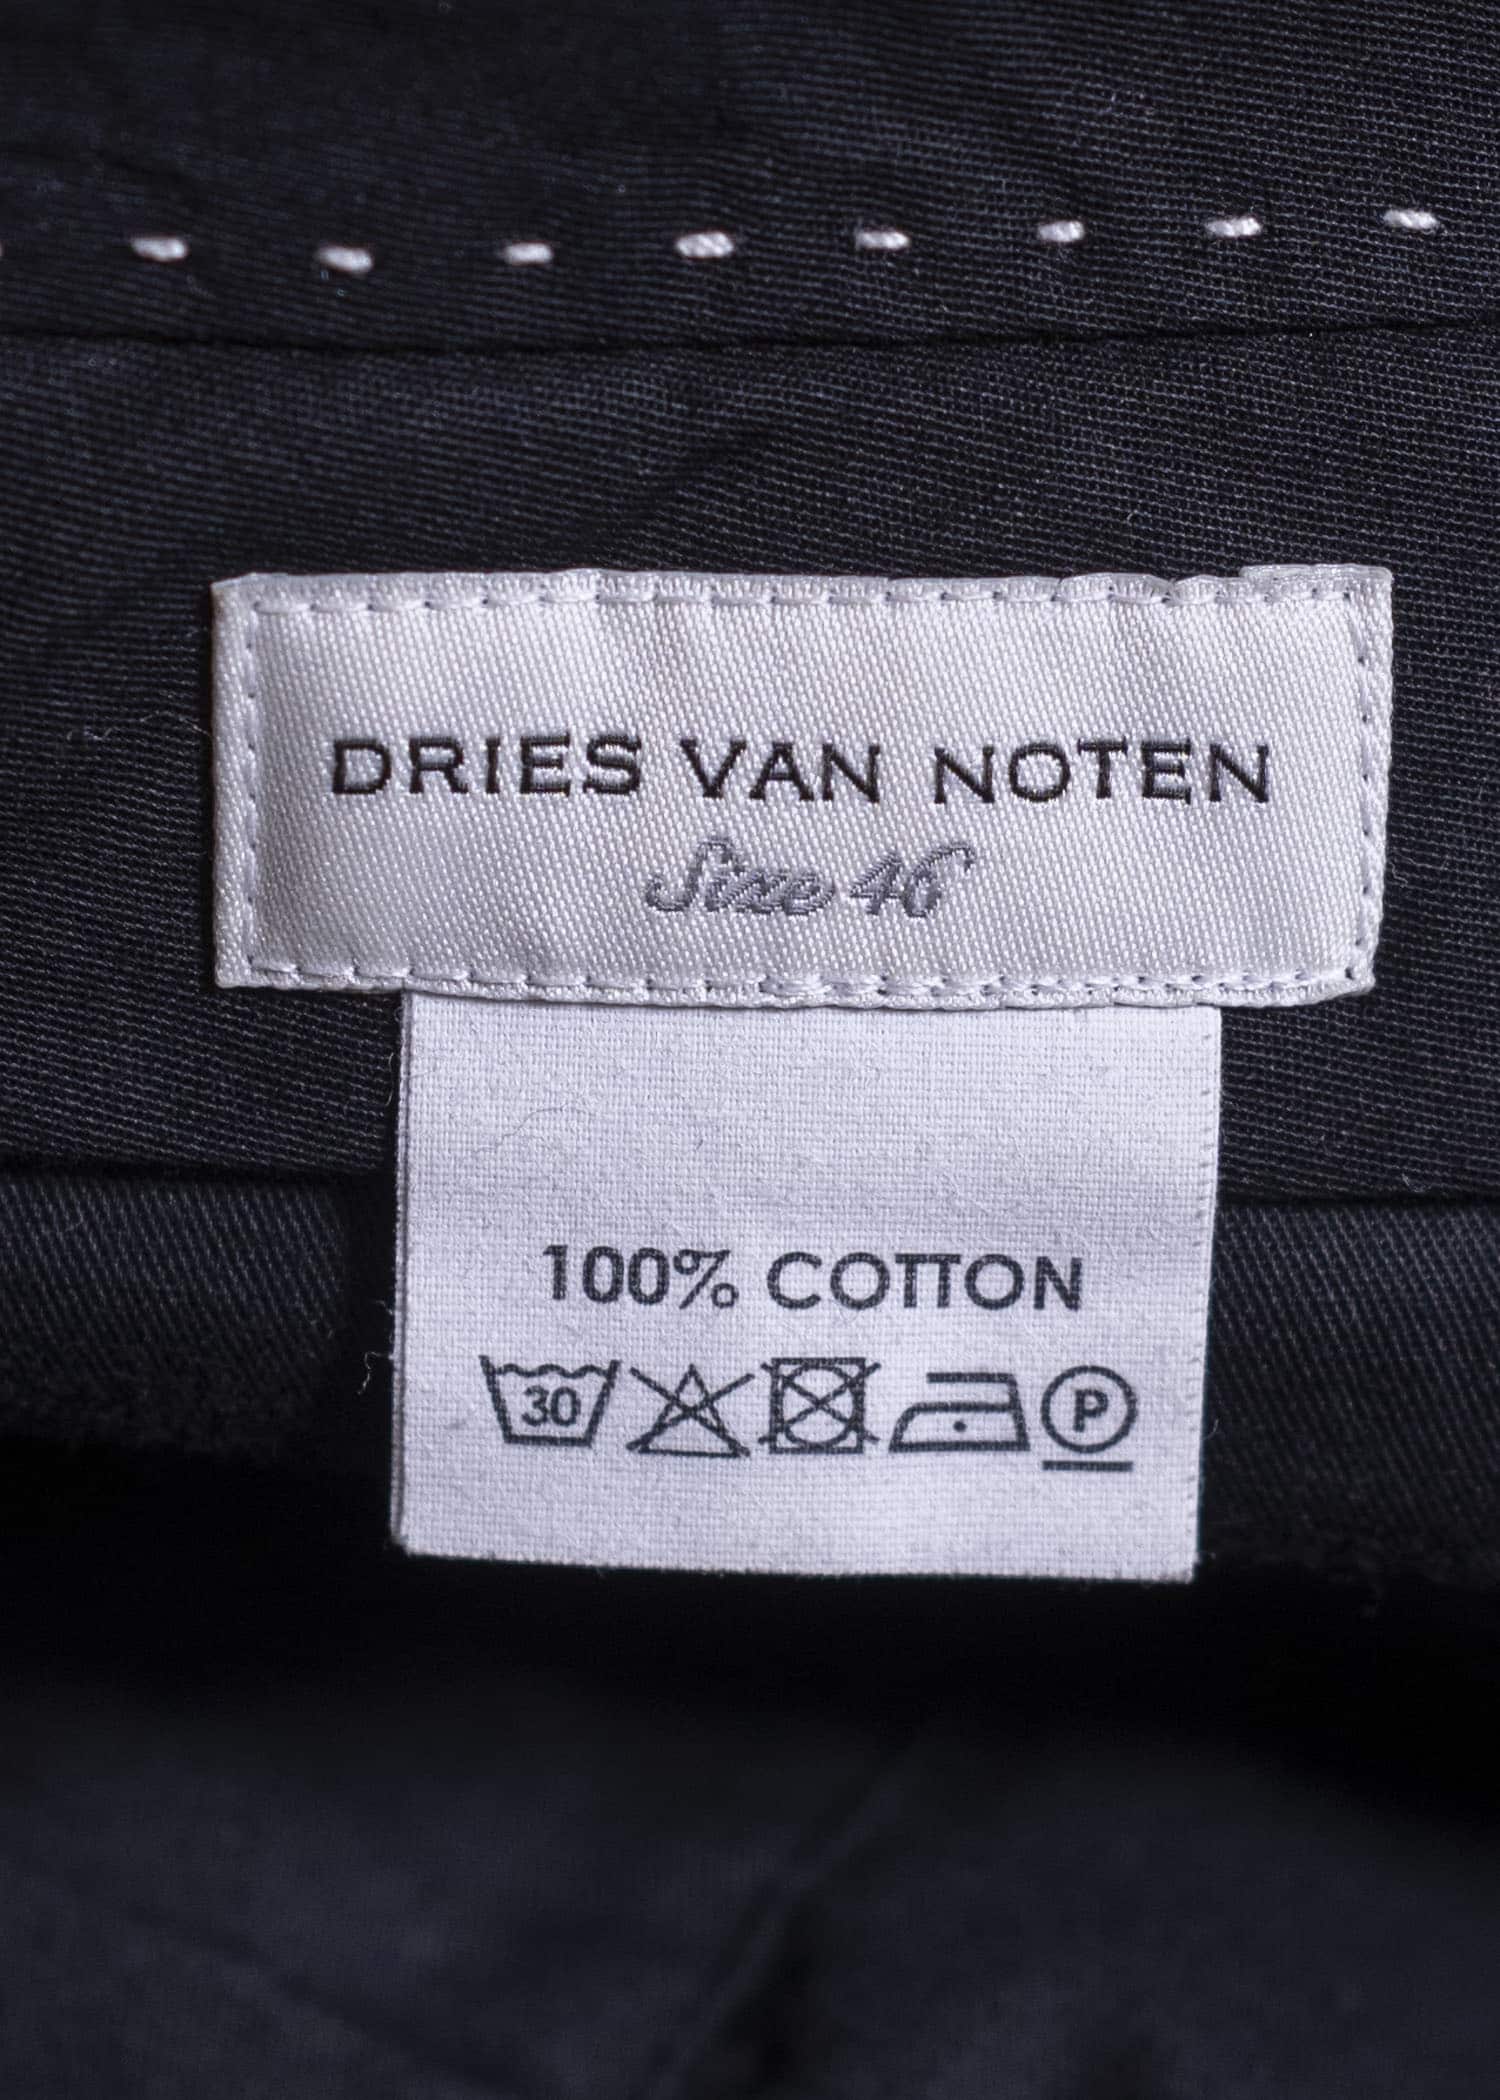 DRIES VAN NOTEN
Size 46
100% COTTON
30
P